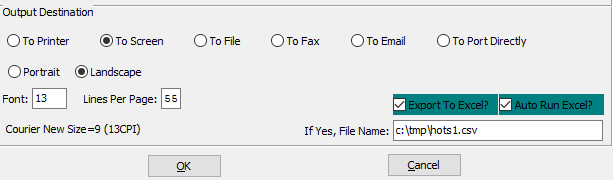 Output Destination
To Printer To Screen To File To Fax To Email To Port Directly
Portrait Landscape
Font: 13 Lines Per Page: 55
Export To Excel? Auto Run Excel?
Courier New Size=9 (13CPI) If Yes, File Name: c:\tmp\hots1.csv
OK Cancel